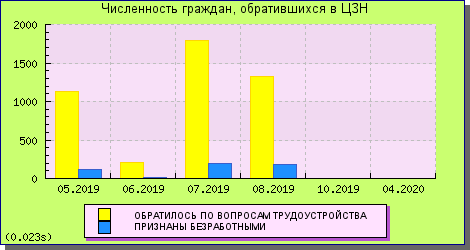 Численность граждан, обратившихся в ЦЗН
2000
1500
1000
500
0
05.2019 06.2019 07.2019 08.2019 10.2019 04.2020
ОБРАТИЛОСЬ ПО ВОПРОСАМ ТРУДОУСТРОЙСТВА
ПРИЗНАНЫ БЕЗРАБОТНЫМИ
(0.023s)